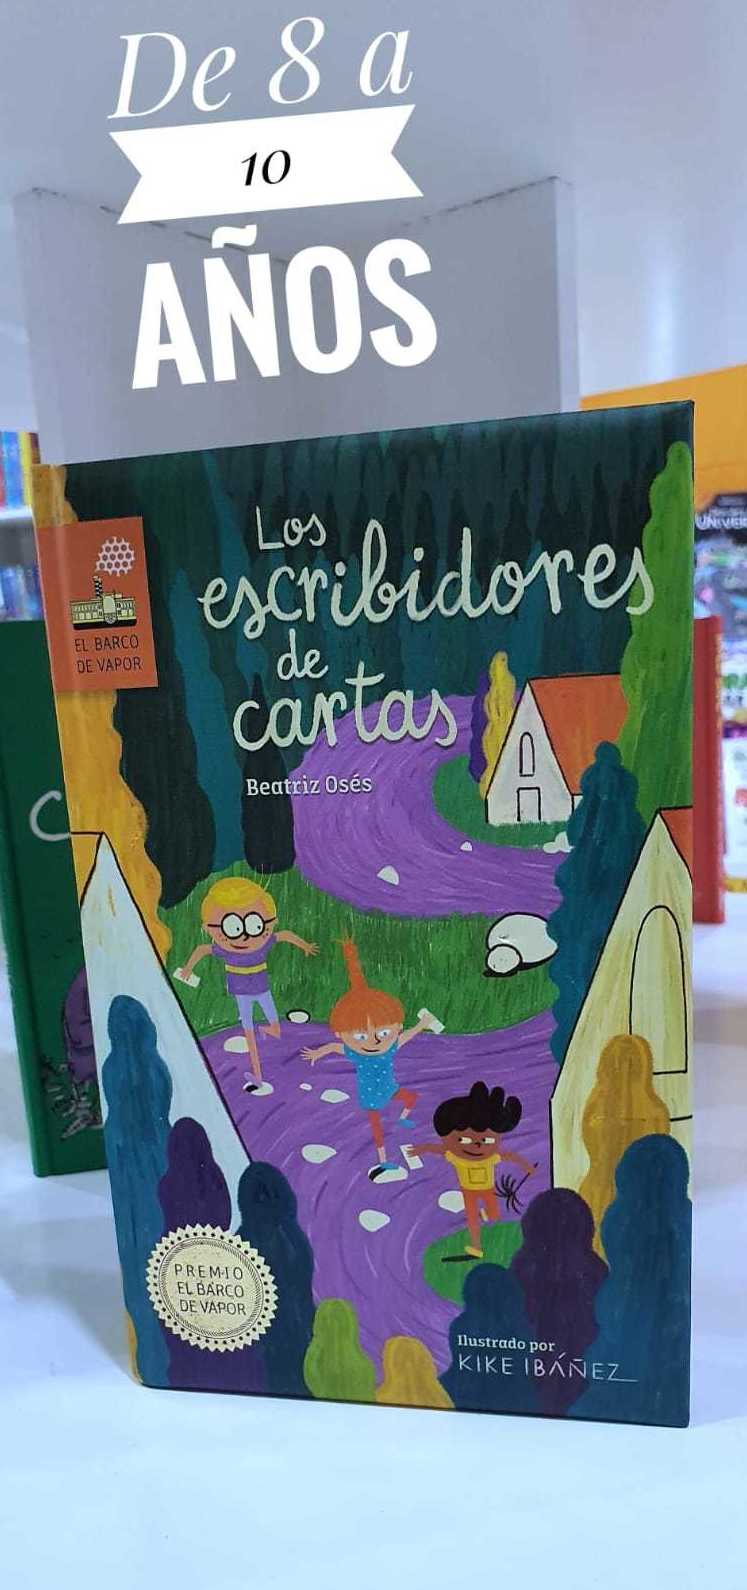 De 8 a
10
AÑOS
Los
escribidores
de
cartas
Beatriz Osés
EL BARCO
DE VAPOR
PREMIO
EL BARCO
DE VAPOR
Ilustrado por
KIKE IBÁÑEZ